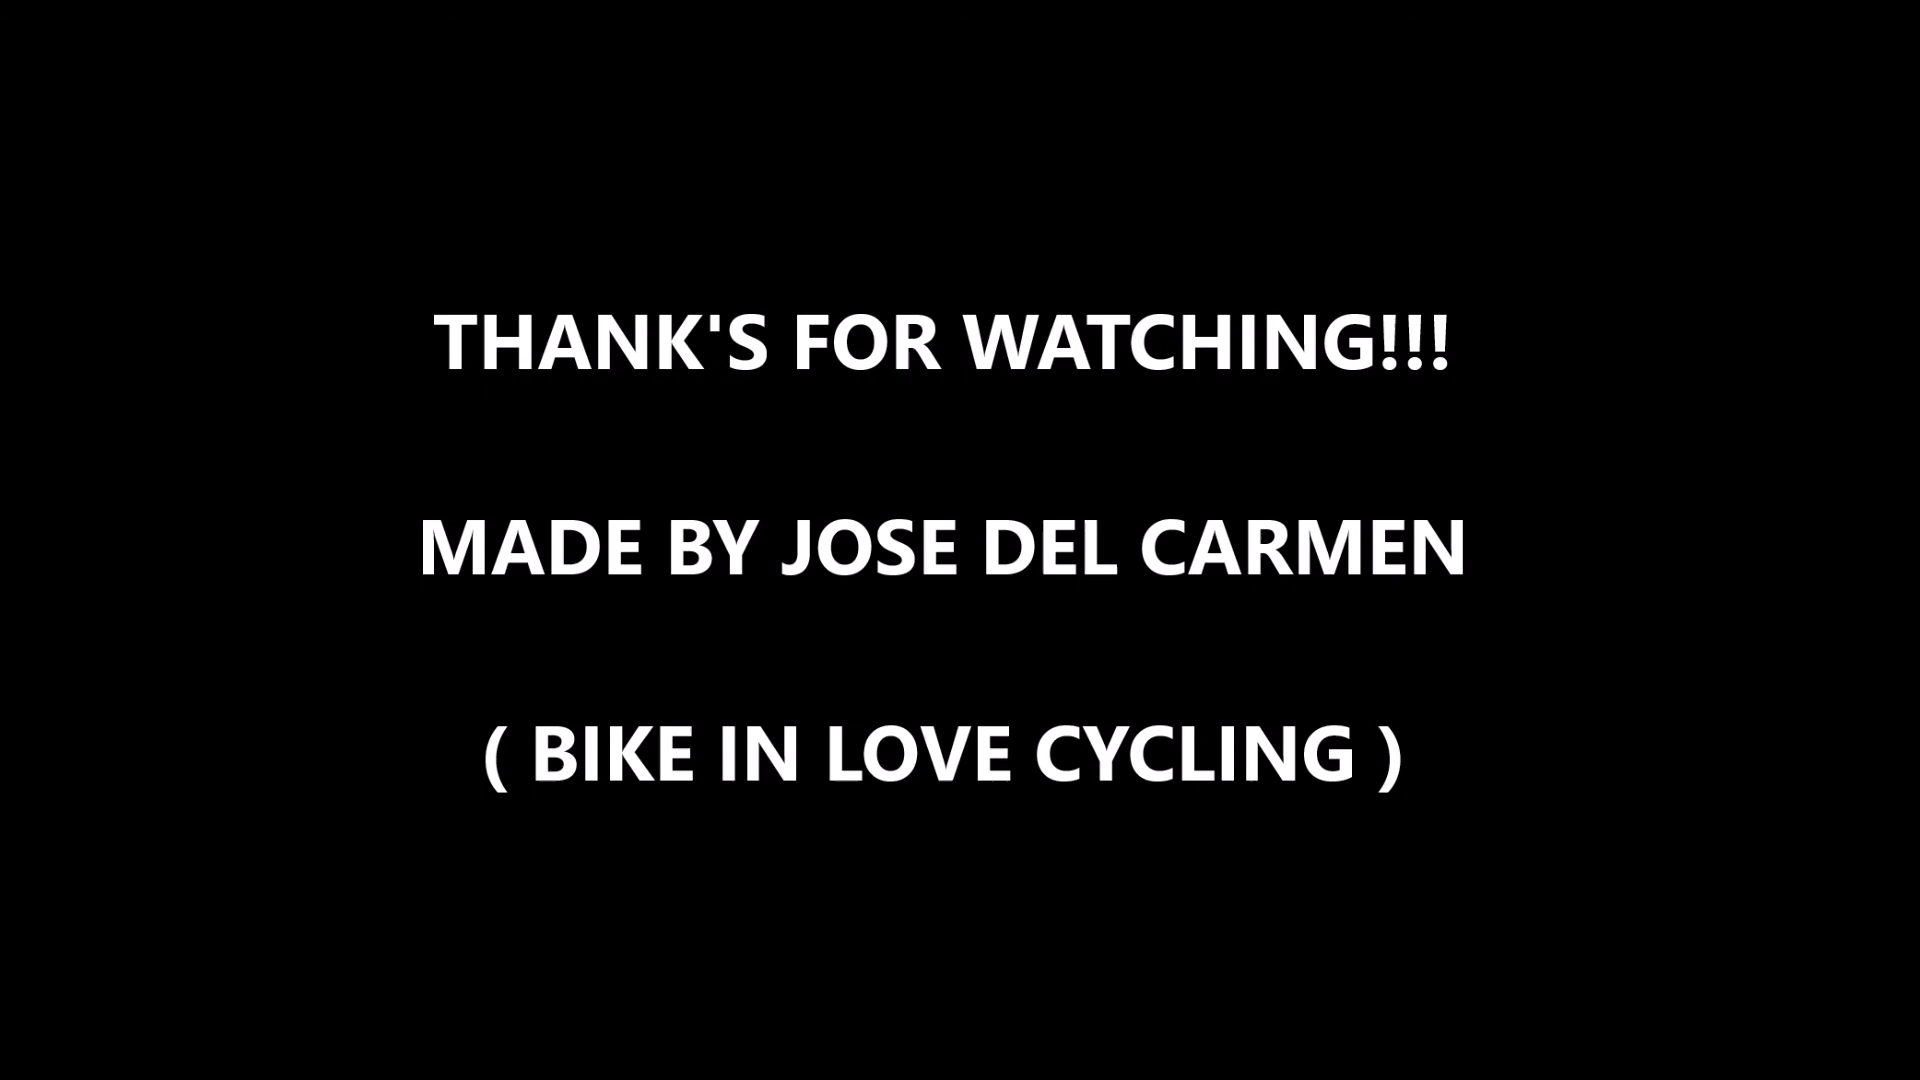 THANK'S FOR WATCHING!!!
MADE BY JOSE DEL CARMEN
( BIKE IN LOVE CYCLING )